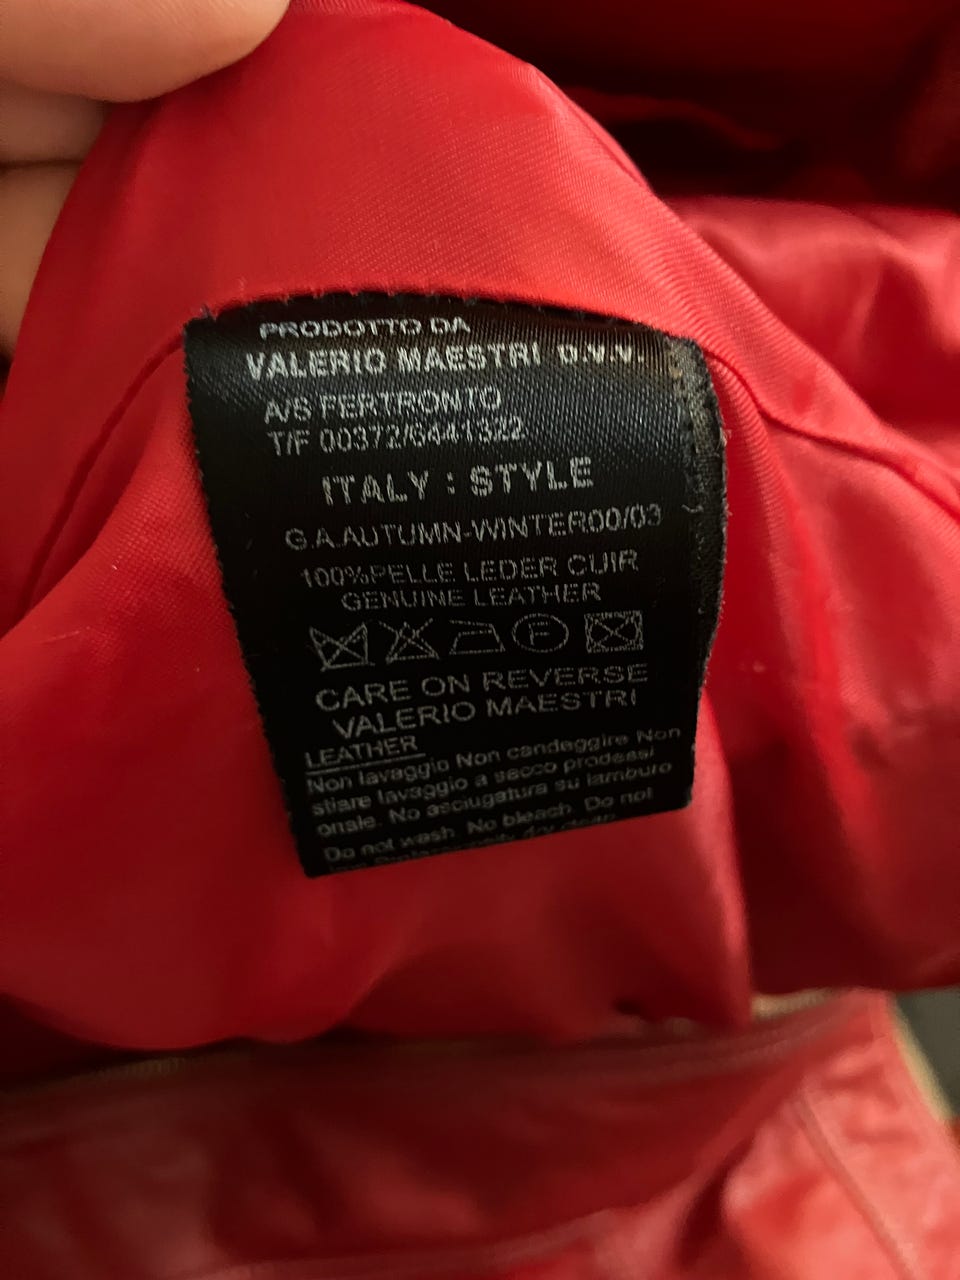 PRODOTTO DA
VALERIO MAESTRI D.V.V.
A/S FERTRONTO
T/F 00372/6441322
ITALY : STYLE
G.A.AUTUMN-WINTER00/03
100%PELLE LEDER CUIR
GENUINE LEATHER
P
CARE ON REVERSE
VALERIO MAESTRI
LEATHER
Non lavaggio Non candeggire Non
stiare lavaggio a secco prodessi
onale. No asciugatura su lamburo
Do not wash. No bleach. Do not
dry clean